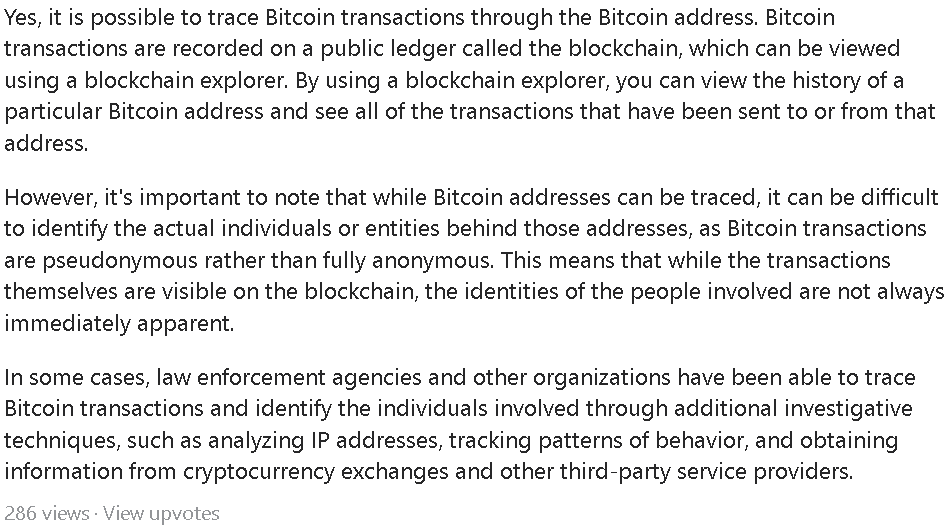 Yes, it is possible to trace Bitcoin transactions through the Bitcoin address. Bitcoin
transactions are recorded on a public ledger called the blockchain, which can be viewed
using a blockchain explorer. By using a blockchain explorer, you can view the history of a
particular Bitcoin address and see all of the transactions that have been sent to or from that
address.
However, it's important to note that while Bitcoin addresses can be traced, it can be difficult
to identify the actual individuals or entities behind those addresses, as Bitcoin transactions
are pseudonymous rather than fully anonymous. This means that while the transactions
themselves are visible on the blockchain, the identities of the people involved are not always
immediately apparent.
In some cases, law enforcement agencies and other organizations have been able to trace
Bitcoin transactions and identify the individuals involved through additional investigative
techniques, such as analyzing IP addresses, tracking patterns of behavior, and obtaining
information from cryptocurrency exchanges and other third-party service providers.
286 views · View upvotes